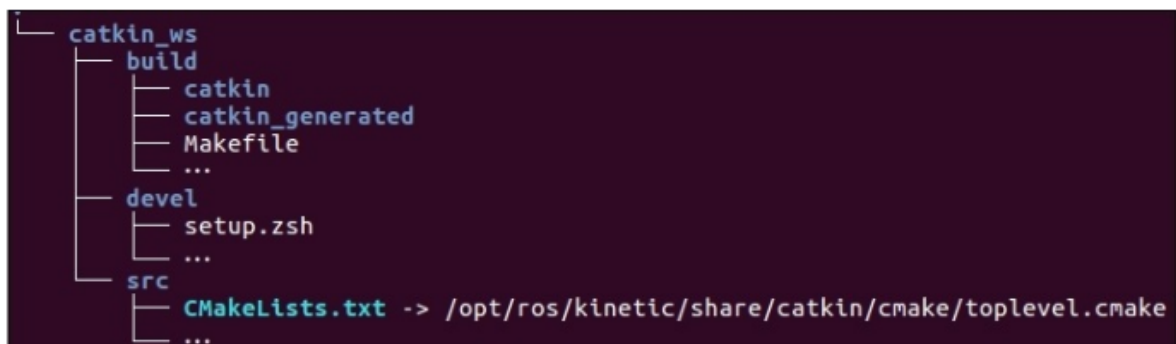 catkin_ws
build
catkin
catkin_generated
Makefile
...
devel
setup.zsh
...
src
CMakeLists.txt -> /opt/ros/kinetic/share/catkin/cmake/toplevel.cmake
...